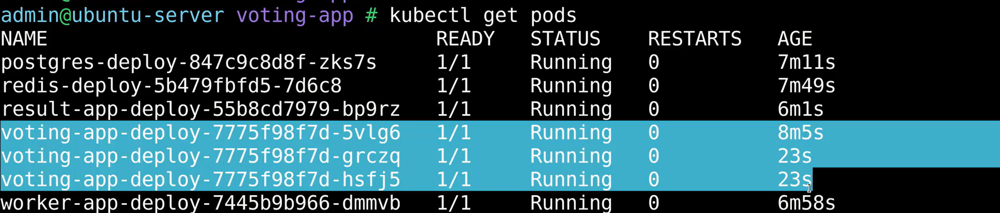 admin@ubuntu-server voting-app # kubectl get pods
NAME READY STATUS RESTARTS AGE
postgres-deploy-847c9c8d8f-zks7s 1/1 Running 0 7m11s
redis-deploy-5b479fbfd5-7d6c8 1/1 Running 0 7m49s
result-app-deploy-55b8cd7979-bp9rz 1/1 Running 0 6m1s
voting-app-deploy-7775f98f7d-5vlg6 1/1 Running 0 8m5s
voting-app-deploy-7775f98f7d-grczq 1/1 Running 0 23s
voting-app-deploy-7775f98f7d-hsfj5 1/1 Running 0 23s
worker-app-deploy-7445b9b966-dmmvb 1/1 Running 0 6m58s